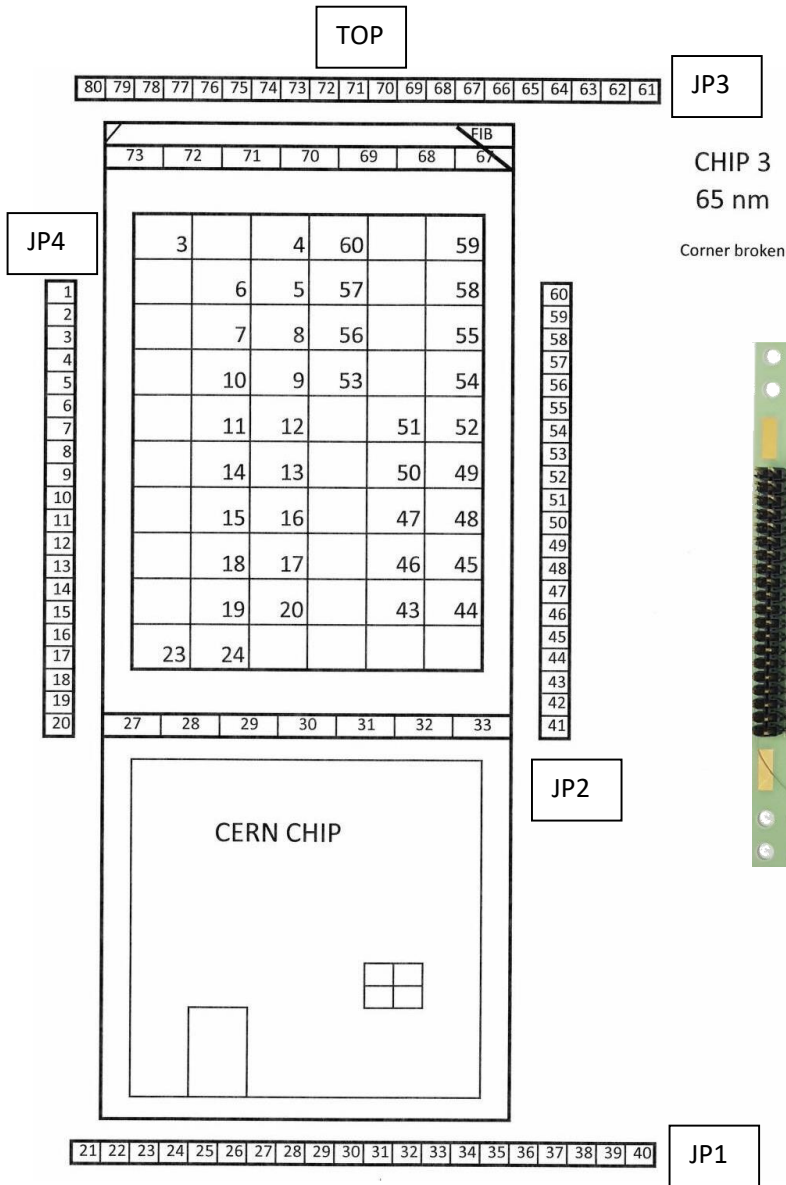 TOP
80 79 78 77 76 75 74 73 72 71 70 69 68 67 66 65 64 63 62 61
JP3
FIB
73 72 71 70 69 68 67
CHIP 3
65 nm
Corner broken
JP4
3 4 60 59
6 5 57 58
7 8 56 55
10 9 53 54
11 12 51 52
14 13 50 49
15 16 47 48
18 17 46 45
19 20 43 44
23 24
1
2
3
4
5
6
7
8
9
10
11
12
13
14
15
16
17
18
19
20
60
59
58
57
56
55
54
53
52
51
50
49
48
47
46
45
44
43
42
41
27 28 29 30 31 32 33
JP2
CERN CHIP
21 22 23 24 25 26 27 28 29 30 31 32 33 34 35 36 37 38 39 40
JP1